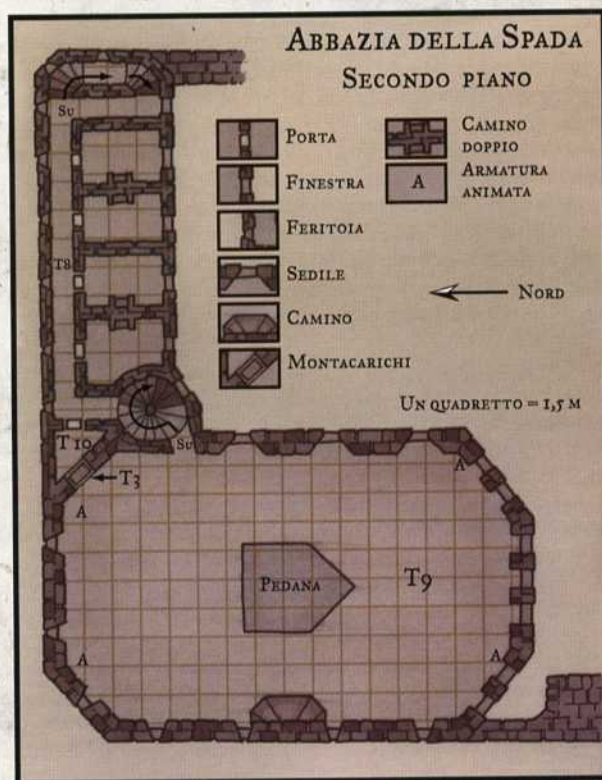 Abbazia della Spada
Secondo piano
Porta
Finestra
Feritoia
Sedile
Camino
Montacarichi
Camino
doppio
A
Armatura
animata
Nord
Un quadretto = 1,5 m
Su
T8
T10
Su
T3
A
A
Pedana
T9
A
A